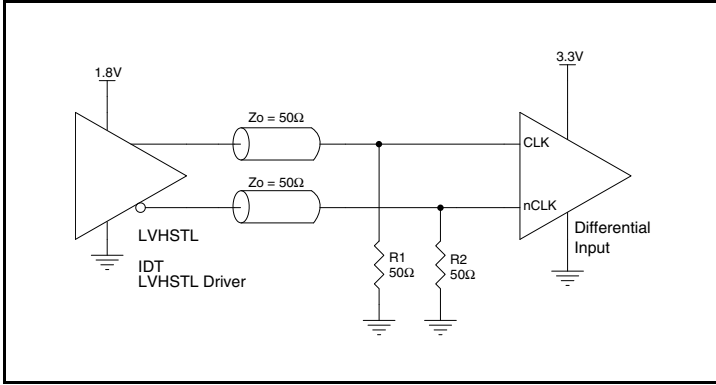 1.8V
3.3V
Zo = 50Ω
CLK
Zo = 50Ω
nCLK
LVHSTL
IDT
LVHSTL Driver
R1
50Ω
R2
50Ω
Differential
Input